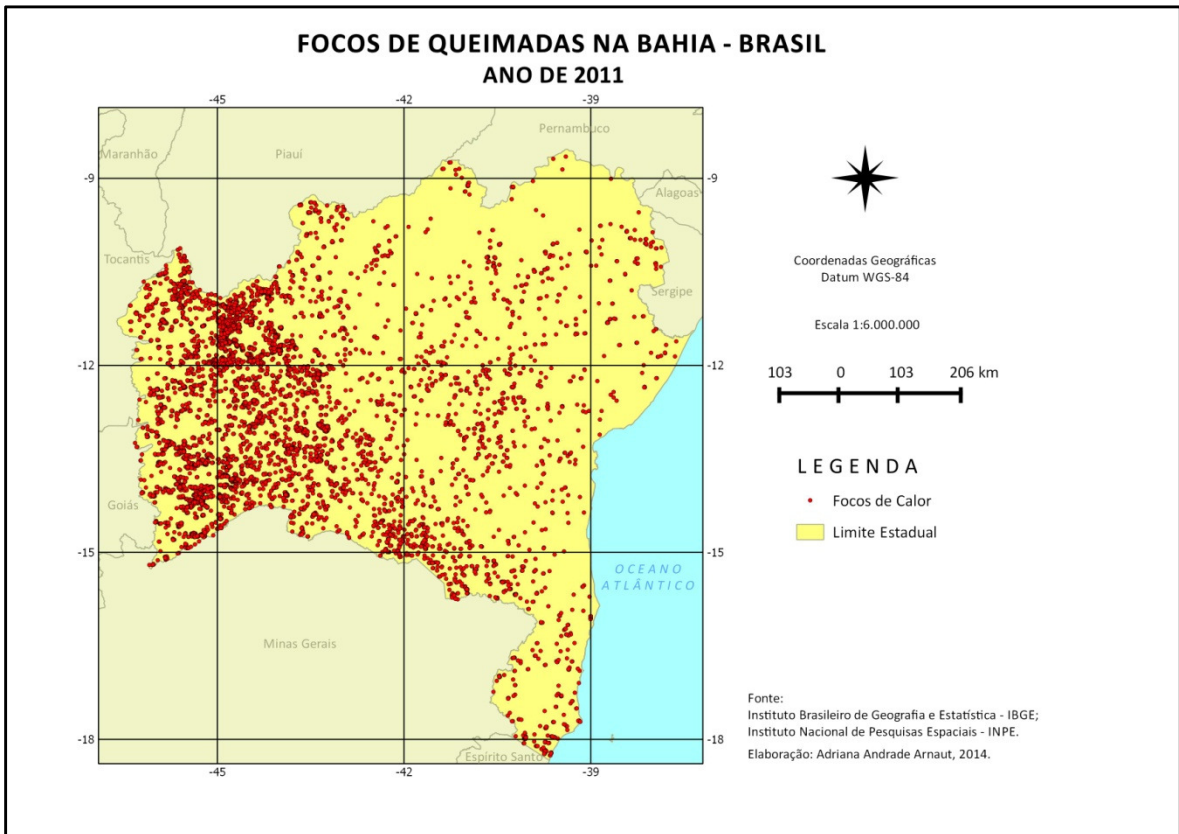 FOCOS DE QUEIMADAS NA BAHIA - BRASIL
ANO DE 2011
-45
-42
-39
Pernambuco
Maranhão
Piauí
-9
-9
Alagoas
Tocantis
Sergipe
-12
-12
Goiás
-15
-15
OCEANO
ATLÂNTICO
Minas Gerais
-18
-18
Espírito Santo
-45
-42
-39
Coordenadas Geográficas
Datum WGS-84
Escala 1:6.000.000
103 0 103 206 km
LEGENDA
Focos de Calor
Limite Estadual
Fonte:
Instituto Brasileiro de Geografia e Estatística - IBGE;
Instituto Nacional de Pesquisas Espaciais - INPE.
Elaboração: Adriana Andrade Arnaut, 2014.